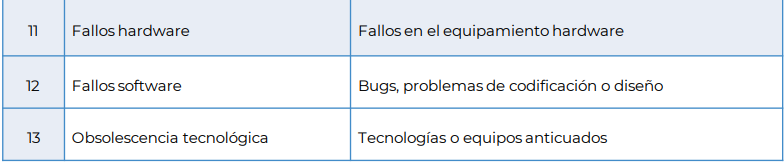 11 Fallos hardware Fallos en el equipamiento hardware
12 Fallos software Bugs, problemas de codificación o diseño
13 Obsolescencia tecnológica Tecnologías o equipos anticuados